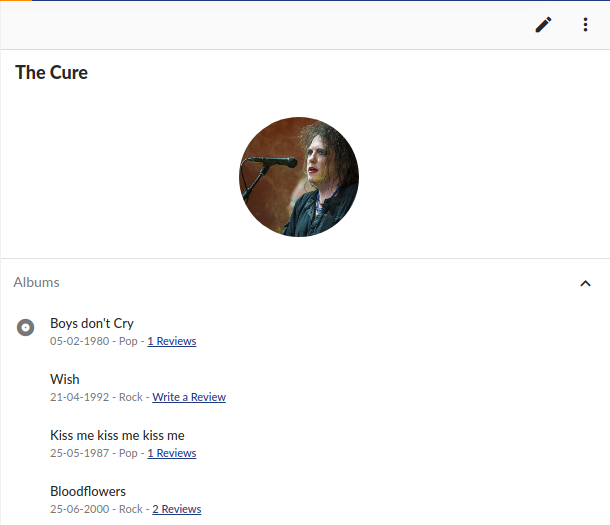 The Cure
Albums
Boys don't Cry
05-02-1980 - Pop - 1 Reviews
Wish
21-04-1992 - Rock - Write a Review
Kiss me kiss me kiss me
25-05-1987 - Pop - 1 Reviews
Bloodflowers
25-06-2000 - Rock - 2 Reviews